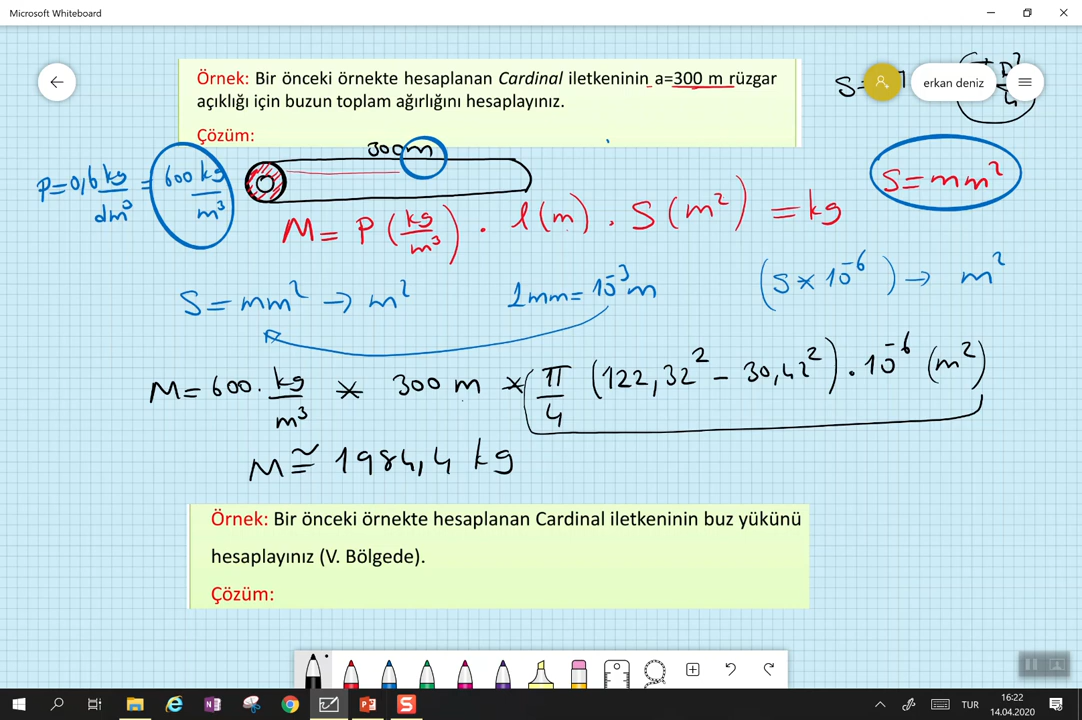 Microsoft Whiteboard
Örnek: Bir önceki örnekte hesaplanan Cardinal iletkeninin a=300 m rüzgar
açıklığı için buzun toplam ağırlığını hesaplayınız.
Çözüm:
erkan deniz
S=
300m
P=0,6 kg/dm³ = 600 kg/m³
S=mm²
M= P (kg/m³) · l(m) · S (m²) = kg
S=mm² → m²
1mm=10⁻³m
(S*10⁻⁶) → m²
M=600. kg/m³ * 300 m * π/4 (122,32² - 30,42²) · 10⁻⁶ (m²)
M≅ 1984,4 kg
Örnek: Bir önceki örnekte hesaplanan Cardinal iletkeninin buz yükünü
hesaplayınız (V. Bölgede).
Çözüm:
TUR
16:22
14.04.2020